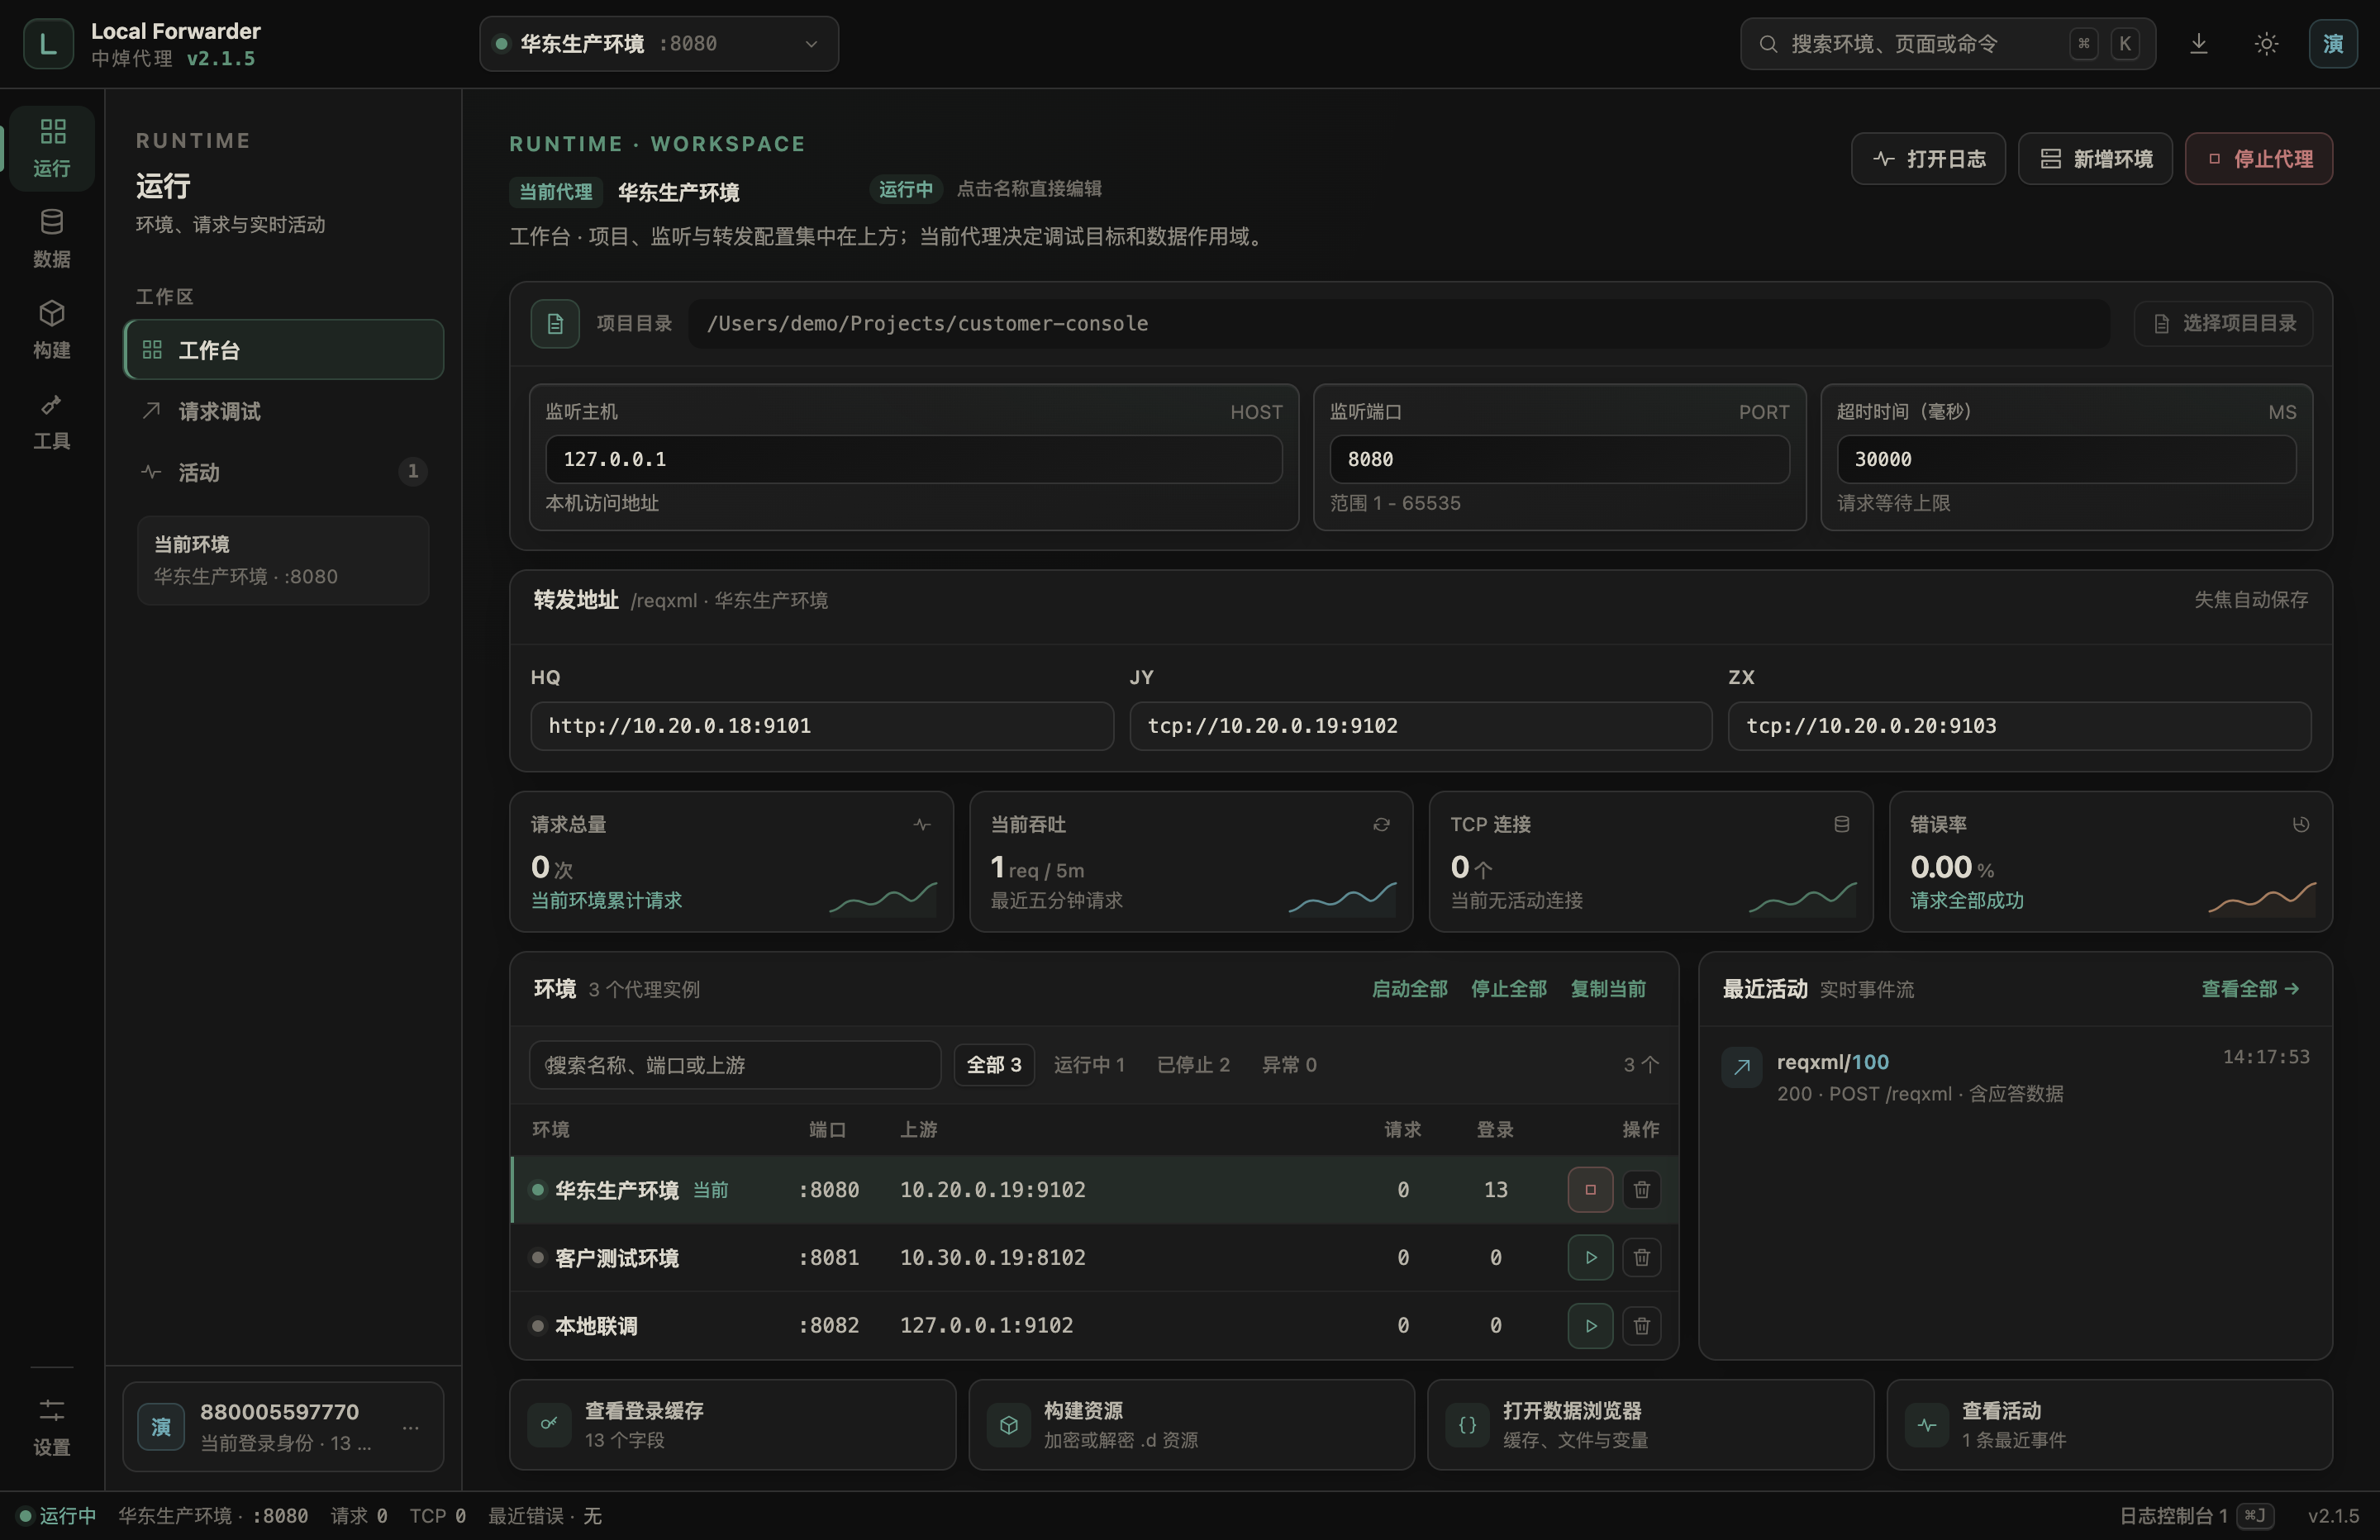 L
Local Forwarder
中焯代理 v2.1.5
华东生产环境 :8080
搜索环境、页面或命令 ⌘ K
演
运行
数据
构建
工具
设置
RUNTIME
运行
环境、请求与实时活动
工作区
工作台
请求调试
活动 1
当前环境
华东生产环境 · :8080
演
880005597770
当前登录身份 · 13 ...
···
RUNTIME · WORKSPACE
当前代理 华东生产环境 运行中 点击名称直接编辑
工作台 · 项目、监听与转发配置集中在上方；当前代理决定调试目标和数据作用域。
打开日志 新增环境 停止代理
项目目录 /Users/demo/Projects/customer-console 选择项目目录
监听主机 HOST
127.0.0.1
本机访问地址
监听端口 PORT
8080
范围 1 - 65535
超时时间（毫秒） MS
30000
请求等待上限
转发地址 /reqxml · 华东生产环境 失焦自动保存
HQ
http://10.20.0.18:9101
JY
tcp://10.20.0.19:9102
ZX
tcp://10.20.0.20:9103
请求总量
0 次
当前环境累计请求
当前吞吐
1 req / 5m
最近五分钟请求
TCP 连接
0 个
当前无活动连接
错误率
0.00 %
请求全部成功
环境 3 个代理实例 启动全部 停止全部 复制当前
搜索名称、端口或上游 全部 3 运行中 1 已停止 2 异常 0 3 个
环境 端口 上游 请求 登录 操作
华东生产环境 当前 :8080 10.20.0.19:9102 0 13
客户测试环境 :8081 10.30.0.19:8102 0 0
本地联调 :8082 127.0.0.1:9102 0 0
最近活动 实时事件流 查看全部 →
reqxml/100 14:17:53
200 · POST /reqxml · 含应答数据
查看登录缓存
13 个字段
构建资源
加密或解密 .d 资源
{} 打开数据浏览器
缓存、文件与变量
查看活动
1 条最近事件
运行中 华东生产环境 · :8080 请求 0 TCP 0 最近错误 · 无
日志控制台 1 ⌘J v2.1.5